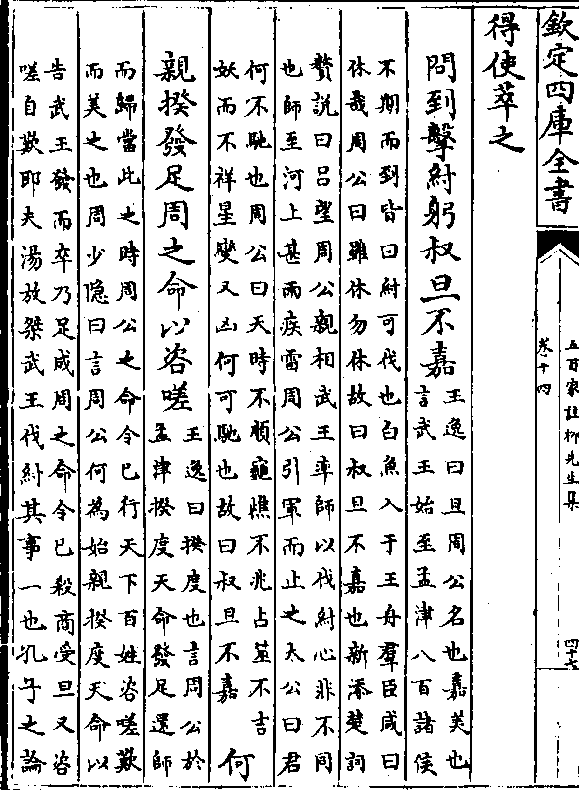 欽定四庫全書
五百家註柳先生集
卷十四
四十七
得使萃之
問到擊紂躬叔旦不嘉
王逸曰旦周公名也嘉美也
言武王始至孟津八百諸侯
不期而到皆曰紂可伐也白魚入于王舟羣臣咸曰
休哉周公曰雖休勿休故曰叔旦不嘉也新添楚詞
贅說曰吕望周公親相武王率師以伐紂心非不同
也師至河上甚雨疾雷周公引軍而止之太公曰君
何不馳也周公曰天時不順龜燋不兆占筮不吉
妖而不祥星變又凶何可馳也故曰叔旦不嘉
何
親揆發足周之命以咨嗟
王逸曰揆度也言周公於
孟津揆度天命發足還師
而歸當此之時周公之命令已行天下百姓咨嗟歎
而美之也周少隱曰言周公何為始親揆度天命以
告武王發而卒乃足成周之命令已殺商受旦又咨
嗟自歎耶夫湯放桀武王伐紂其事一也孔子之論